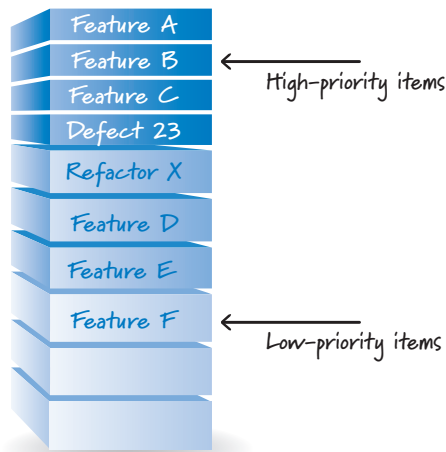 Feature A
Feature B
High-priority items
Feature C
Defect 23
Refactor X
Feature D
Feature E
Feature F
Low-priority items